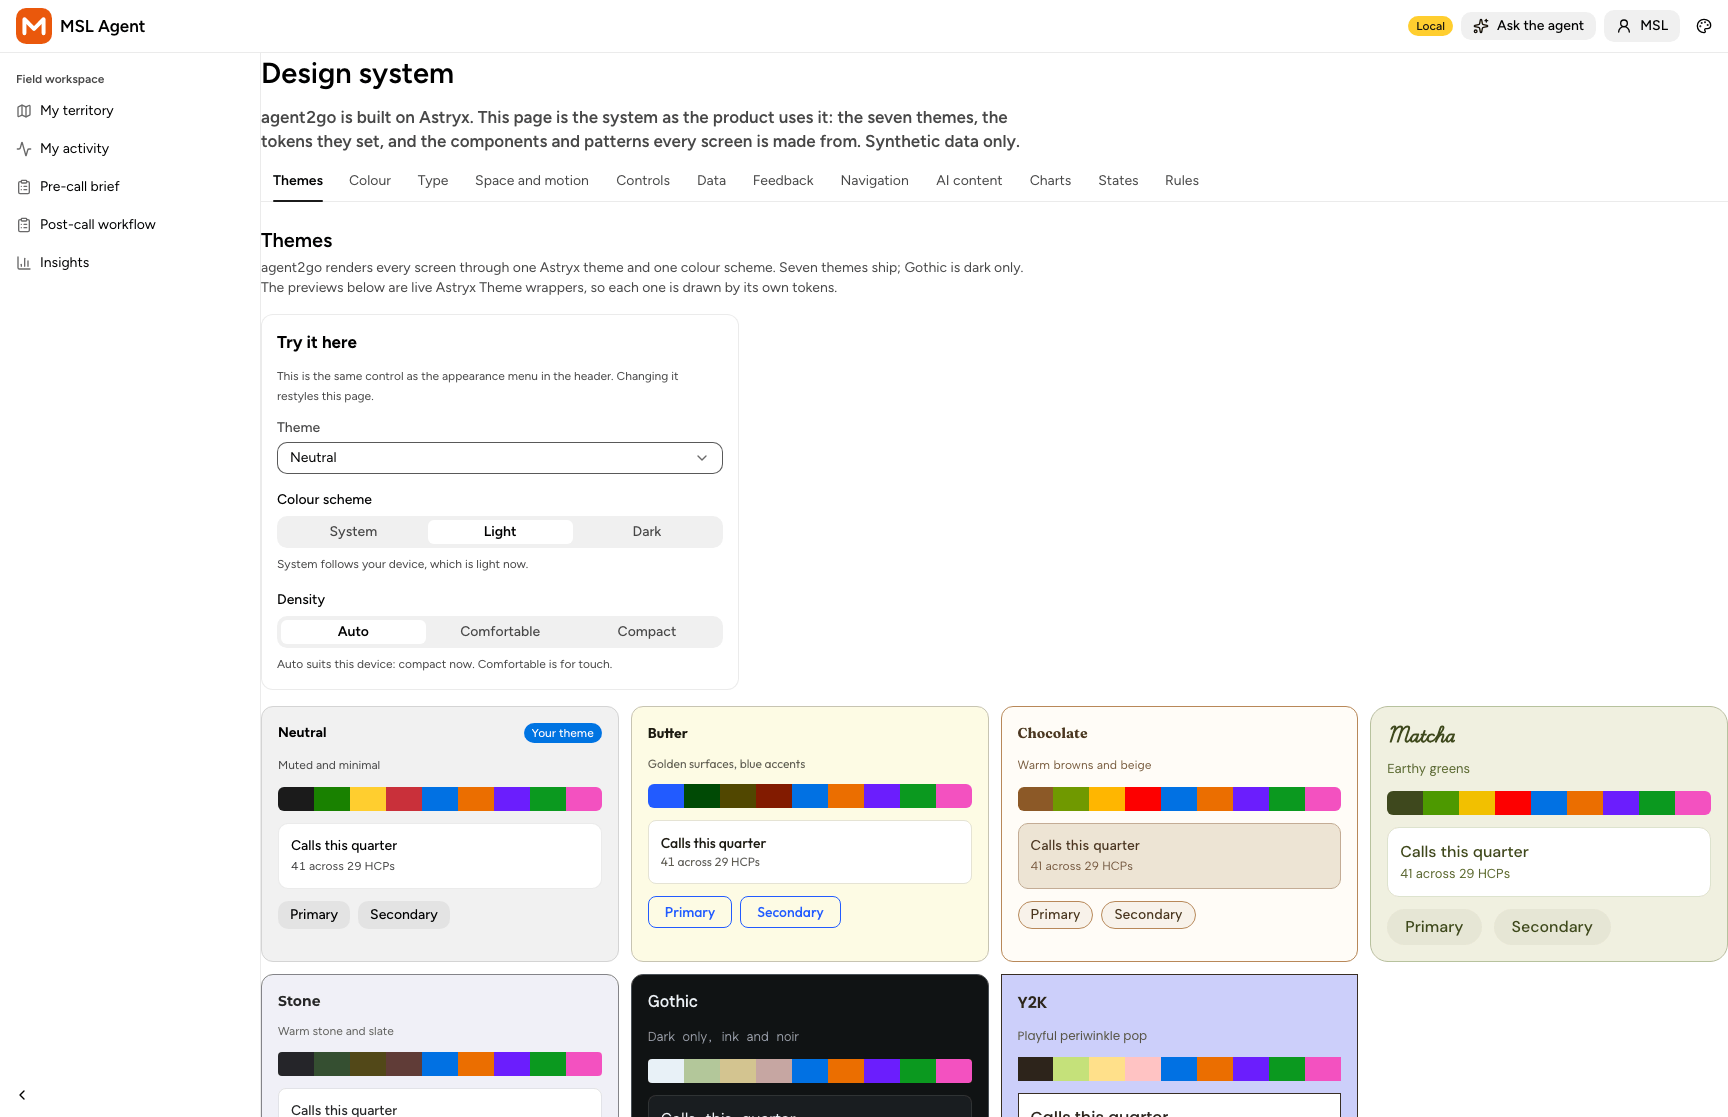 MSL Agent
Local
Ask the agent
MSL
Field workspace
My territory
My activity
Pre-call brief
Post-call workflow
Insights
Design system
agent2go is built on Astryx. This page is the system as the product uses it: the seven themes, the
tokens they set, and the components and patterns every screen is made from. Synthetic data only.
Themes
Colour
Type
Space and motion
Controls
Data
Feedback
Navigation
AI content
Charts
States
Rules
Themes
agent2go renders every screen through one Astryx theme and one colour scheme. Seven themes ship; Gothic is dark only.
The previews below are live Astryx Theme wrappers, so each one is drawn by its own tokens.
Try it here
This is the same control as the appearance menu in the header. Changing it
restyles this page.
Theme
Neutral
Colour scheme
System
Light
Dark
System follows your device, which is light now.
Density
Auto
Comfortable
Compact
Auto suits this device: compact now. Comfortable is for touch.
Neutral
Your theme
Muted and minimal
Calls this quarter
41 across 29 HCPs
Primary
Secondary
Butter
Golden surfaces, blue accents
Calls this quarter
41 across 29 HCPs
Primary
Secondary
Chocolate
Warm browns and beige
Calls this quarter
41 across 29 HCPs
Primary
Secondary
Matcha
Earthy greens
Calls this quarter
41 across 29 HCPs
Primary
Secondary
Stone
Warm stone and slate
Calls this quarter
Gothic
Dark only, ink and noir
Calls this quarter
Y2K
Playful periwinkle pop
Calls this quarter